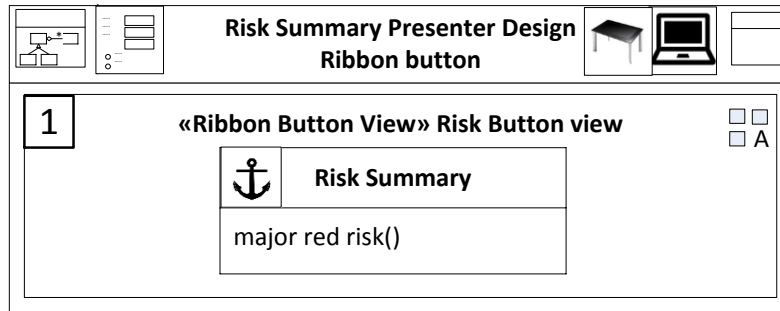 Risk Summary Presenter Design
Ribbon button
1
«Ribbon Button View» Risk Button view
A
Risk Summary
major red risk()